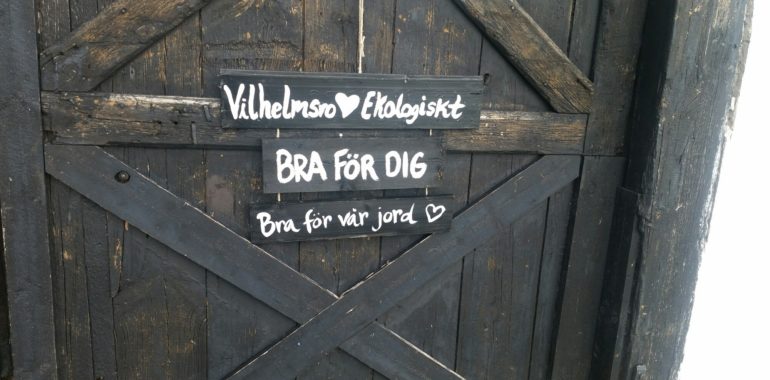 Vilhelmsro ♥ Ekologiskt
BRA FÖR DIG
Bra för vår jord ♡